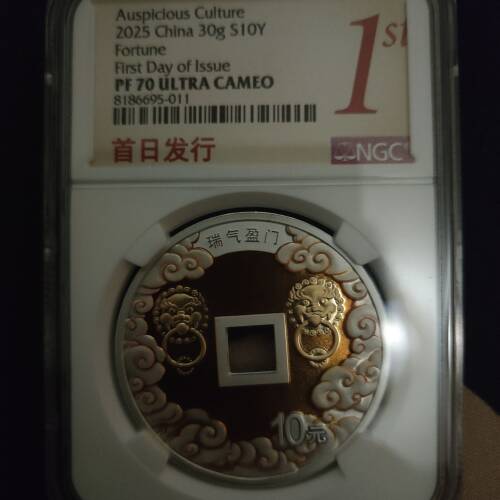 Auspicious Culture
2025 China 30g S10Y
Fortune
First Day of Issue
PF 70 ULTRA CAMEO
8186695-011
首日发行
1st
NGC
瑞气盈门
10元